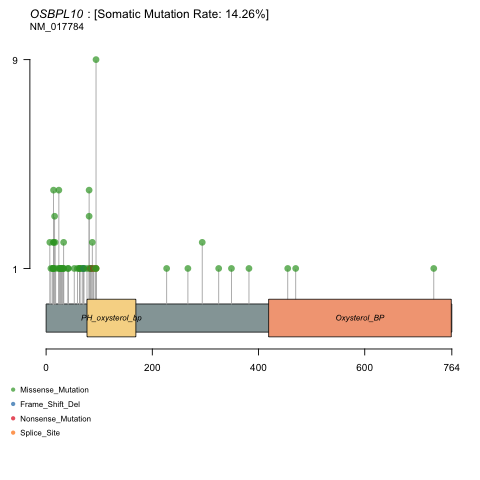 OSBPL10 : [Somatic Mutation Rate: 14.26%]
NM_017784
9
1
PH_oxysterol_bp
Oxysterol_BP
0 200 400 600 764
Missense_Mutation
Frame_Shift_Del
Nonsense_Mutation
Splice_Site